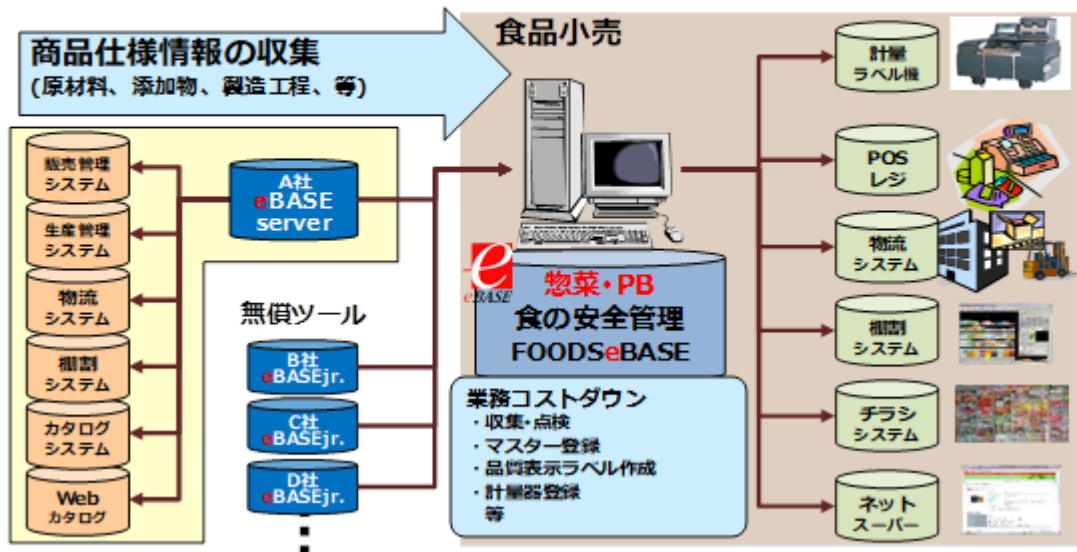 商品仕様情報の収集
(原材料、添加物、製造工程、等)
販売管理
システム
生産管理
システム
物流
システム
棚割
システム
カタログ
システム
Web
カタログ
A社
eBASE
server
無償ツール
B社
eBASEjr.
C社
eBASEjr.
D社
eBASEjr.
食品小売
e
eBASE
惣菜・PB
食の安全管理
FOODSeBASE
業務コストダウン
・収集・点検
・マスター登録
・品質表示ラベル作成
・計量器登録
等
計量
ラベル機
POS
レジ
物流
システム
棚割
システム
チラシ
システム
ネット
スーパー